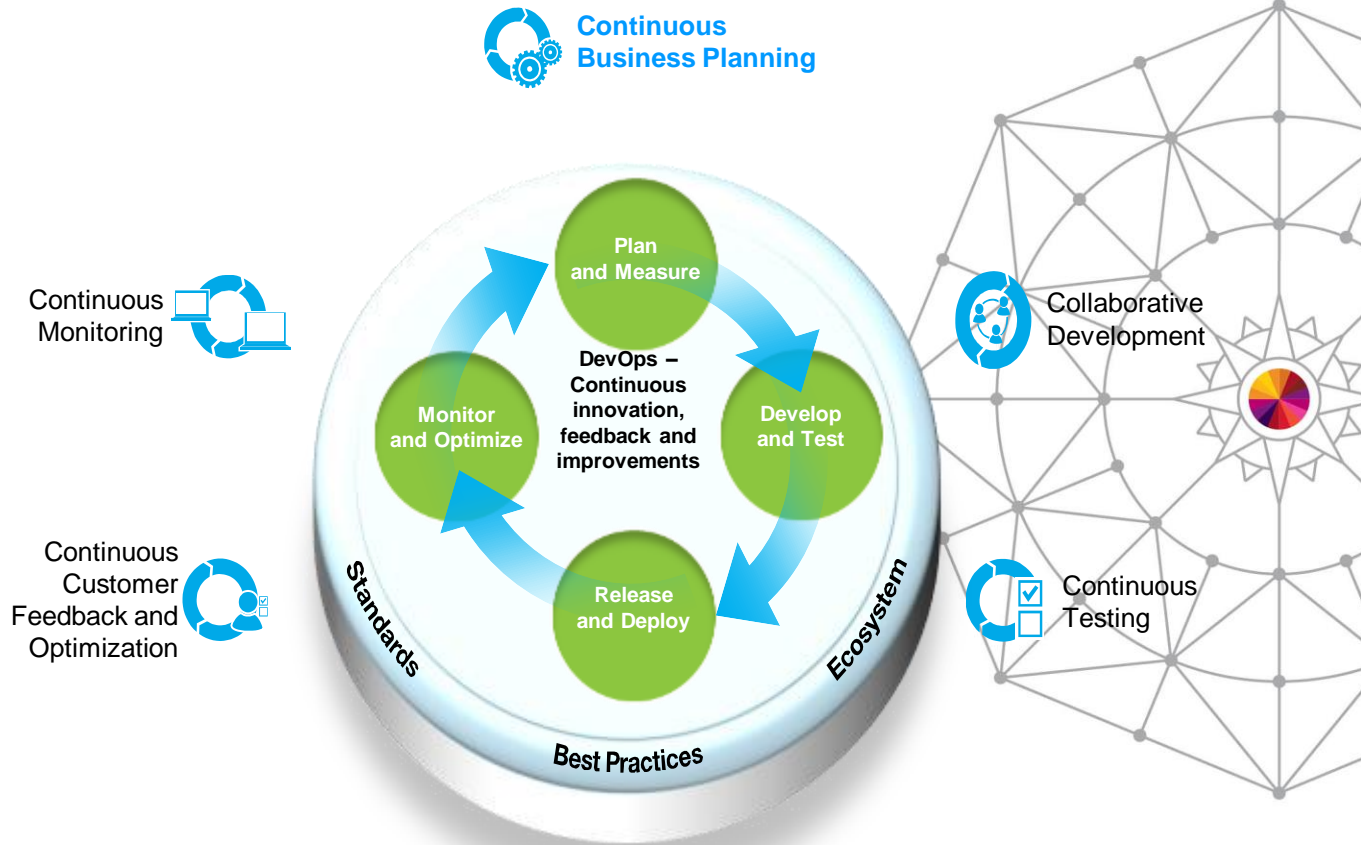 Continuous
Business Planning
Plan
and Measure
Continuous
Monitoring
Collaborative
Development
DevOps –
Continuous
innovation,
feedback and
improvements
Monitor
and Optimize
Develop
and Test
Continuous
Customer
Feedback and
Optimization
Release
and Deploy
Continuous
Testing
Standards
Best Practices
Ecosystem